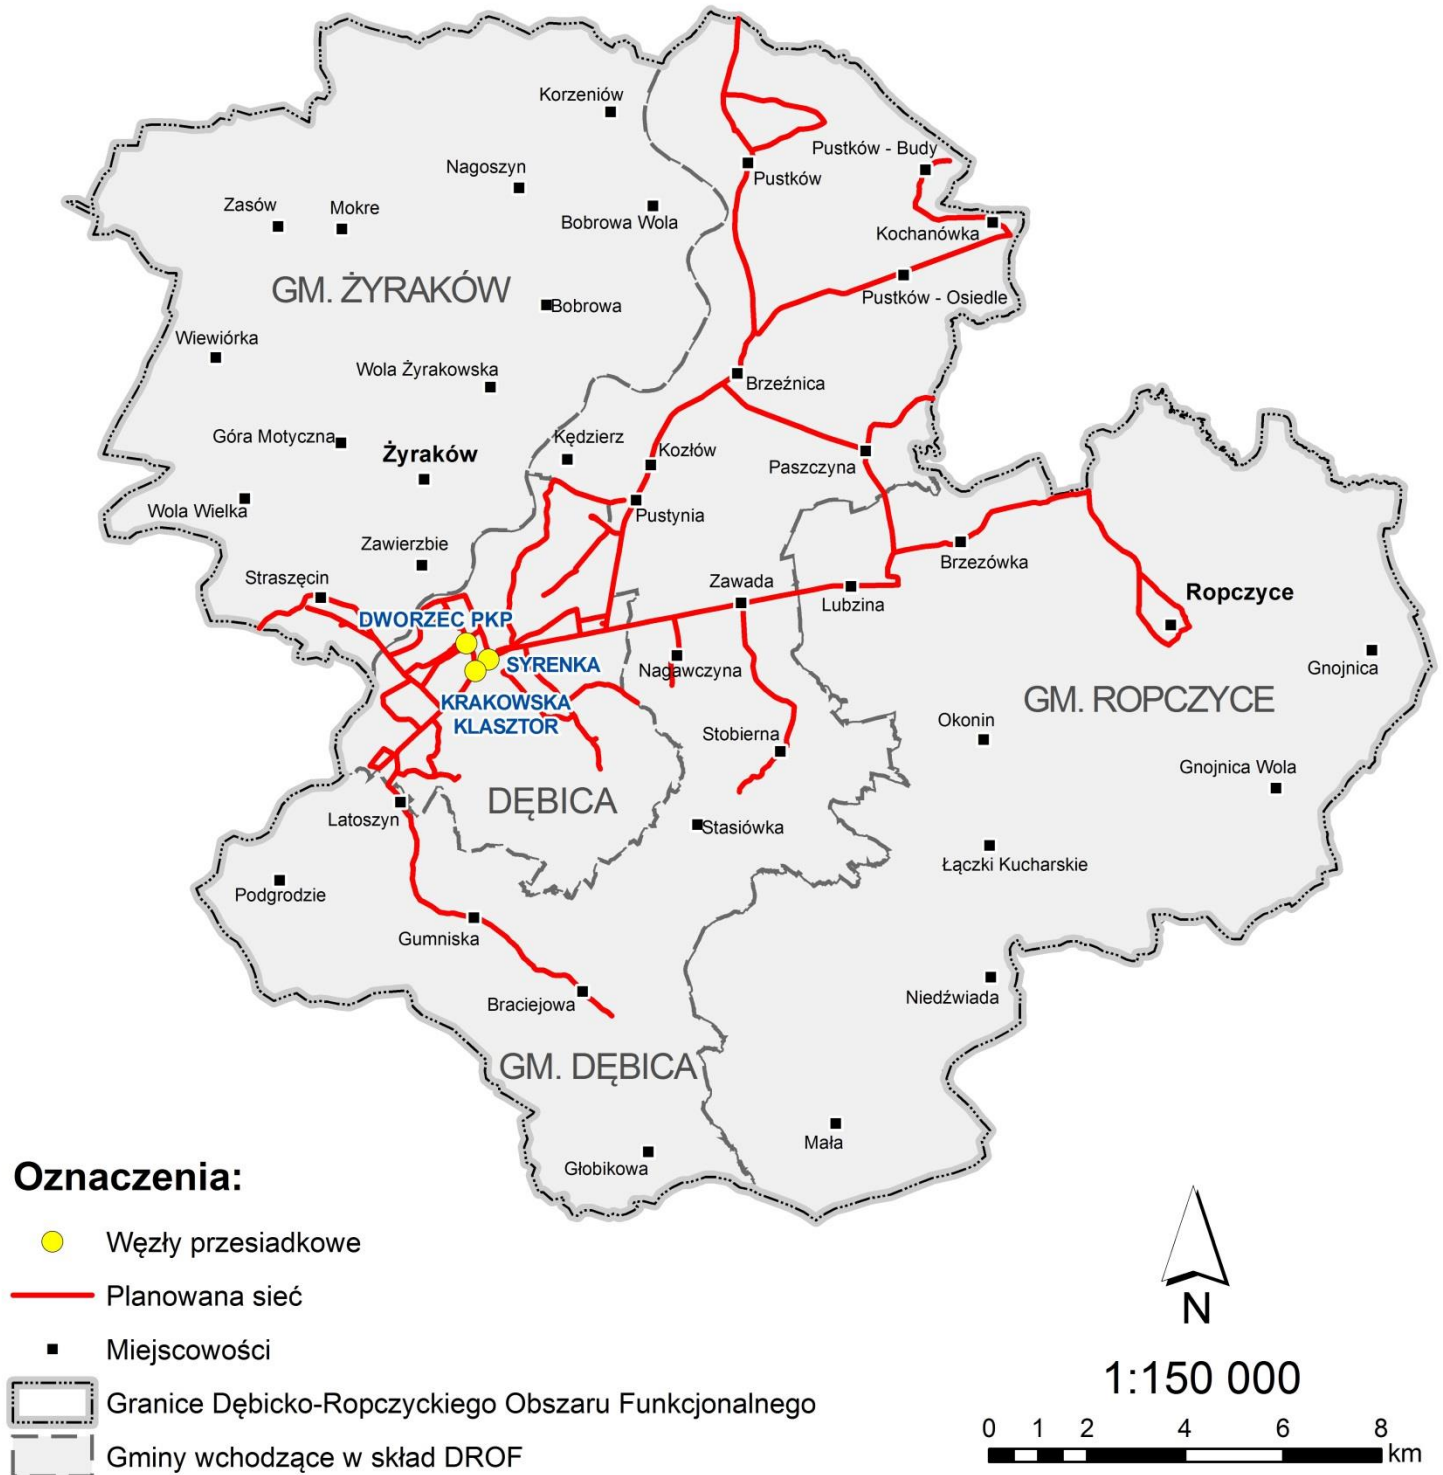 Korzeniów
Pustków - Budy
Nagoszyn
Pustków
Zasów
Mokre
Bobrowa Wola
Kochanówka
GM. ŻYRAKÓW
Pustków - Osiedle
Bobrowa
Wiewiórka
Wola Żyrakowska
Brzeźnica
Góra Motyczna
Żyraków
Kędzierz
Kozłów
Paszczyna
Wola Wielka
Pustynia
Zawierzbie
Brzezówka
Straszęcin
Zawada
Lubzina
Ropczyce
DWORZEC PKP
SYRENKA
Nagawczyna
Gnojnica
KRAKOWSKA
KLASZTOR
GM. ROPCZYCE
Okonin
Stobierna
Gnojnica Wola
DĘBICA
Latoszyn
Stasiówka
Łączki Kucharskie
Podgrodzie
Gumniska
Niedźwiada
Braciejowa
GM. DĘBICA
Mała
Głobikowa
Oznaczenia:
Węzły przesiadkowe
Planowana sieć
Miejscowości
Granice Dębicko-Ropczyckiego Obszaru Funkcjonalnego
Gminy wchodzące w skład DROF
N
1:150 000
0 1 2 4 6 8
km